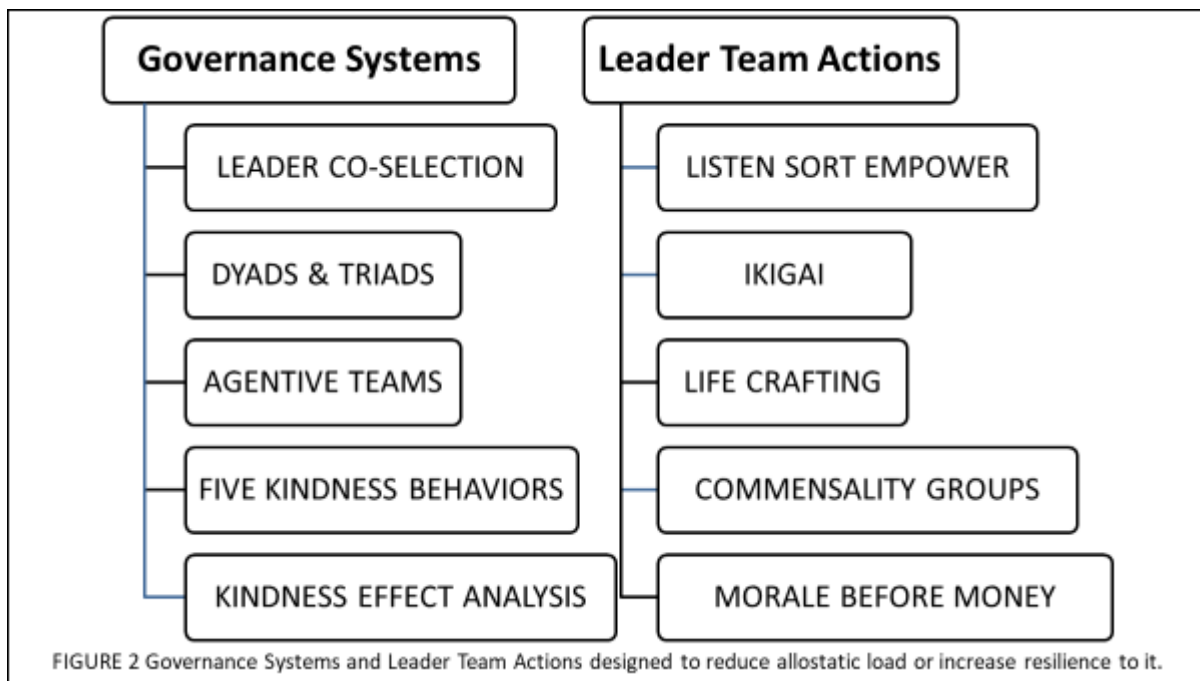 Governance Systems
LEADER CO-SELECTION
DYADS & TRIADS
AGENTIVE TEAMS
FIVE KINDNESS BEHAVIORS
KINDNESS EFFECT ANALYSIS
Leader Team Actions
LISTEN SORT EMPOWER
IKIGAI
LIFE CRAFTING
COMMENSALITY GROUPS
MORALE BEFORE MONEY
FIGURE 2 Governance Systems and Leader Team Actions designed to reduce allostatic load or increase resilience to it.